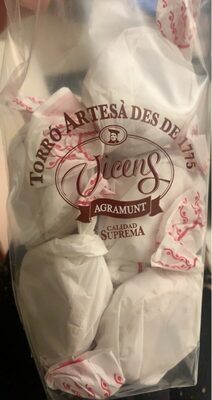 TORRÓ ARTESÀ DES DE 1775
Vicens
AGRAMUNT
CALIDAD
SUPREMA